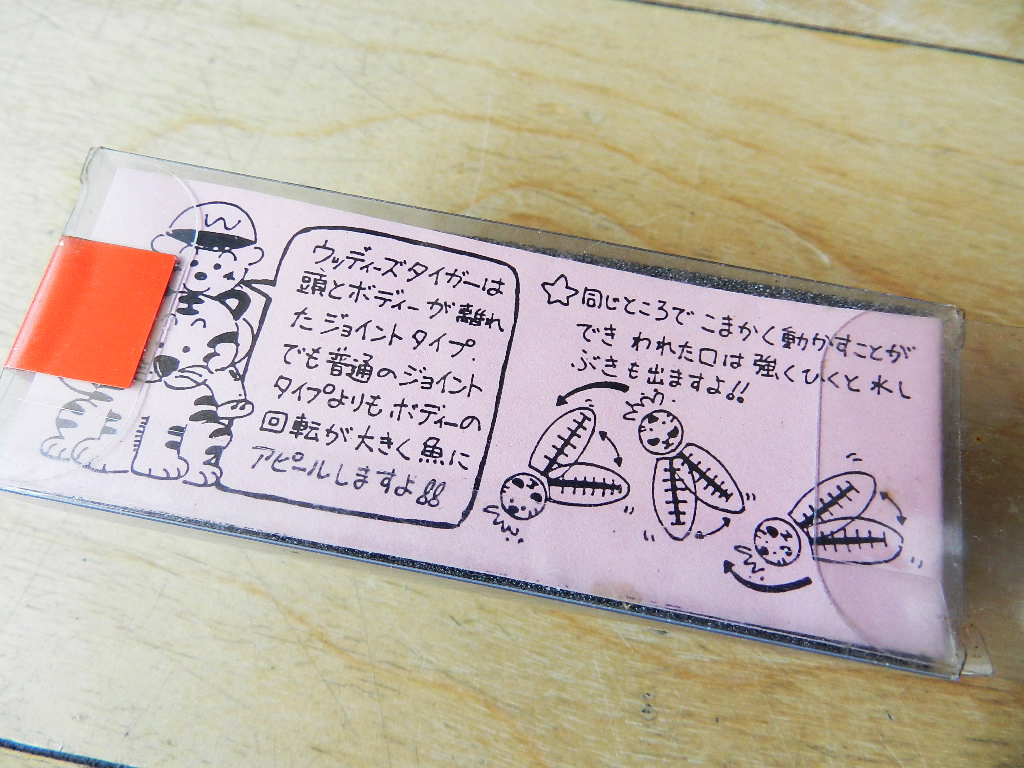 W
ウッディーズタイガーは
頭とボディーが離れ
たジョイントタイプ.
でも普通のジョイント
タイプよりもボディーの
回転が大きく魚に
アピールしますよ!!
☆同じところでこまかく動かすことが
できわれた口は強くひくと水し
ぶきも出ますよ!!